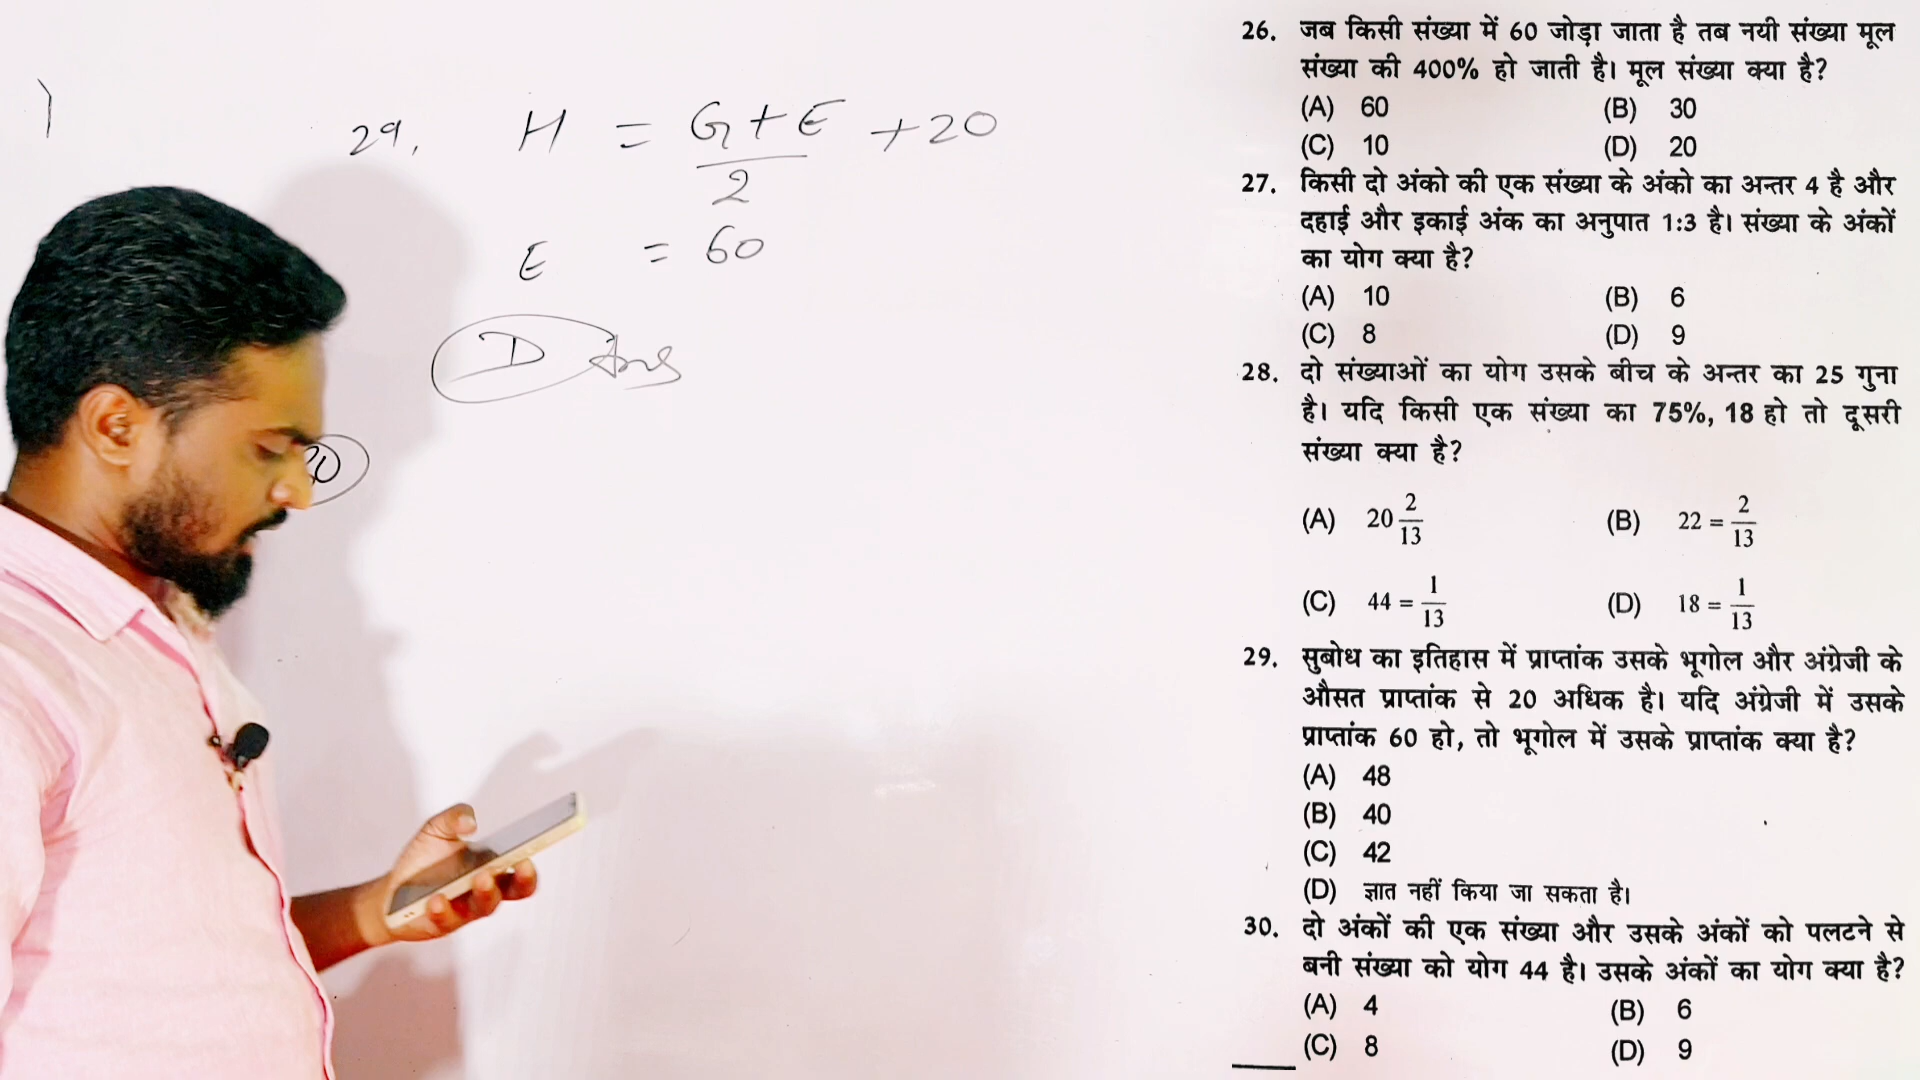 29. H = G+E/2 +20
E = 60
D Ans
26. जब किसी संख्या में 60 जोड़ा जाता है तब नयी संख्या मूल
संख्या की 400% हो जाती है। मूल संख्या क्या है?
(A) 60 (B) 30
(C) 10 (D) 20
27. किसी दो अंको की एक संख्या के अंको का अन्तर 4 है और
दहाई और इकाई अंक का अनुपात 1:3 है। संख्या के अंकों
का योग क्या है?
(A) 10 (B) 6
(C) 8 (D) 9
28. दो संख्याओं का योग उसके बीच के अन्तर का 25 गुना
है। यदि किसी एक संख्या का 75%, 18 हो तो दूसरी
संख्या क्या है?
(A) 20 2/13 (B) 22 = 2/13
(C) 44 = 1/13 (D) 18 = 1/13
29. सुबोध का इतिहास में प्राप्तांक उसके भूगोल और अंग्रेजी के
औसत प्राप्तांक से 20 अधिक है। यदि अंग्रेजी में उसके
प्राप्तांक 60 हो, तो भूगोल में उसके प्राप्तांक क्या है?
(A) 48
(B) 40
(C) 42
(D) ज्ञात नहीं किया जा सकता है।
30. दो अंकों की एक संख्या और उसके अंकों को पलटने से
बनी संख्या को योग 44 है। उसके अंकों का योग क्या है?
(A) 4 (B) 6
(C) 8 (D) 9